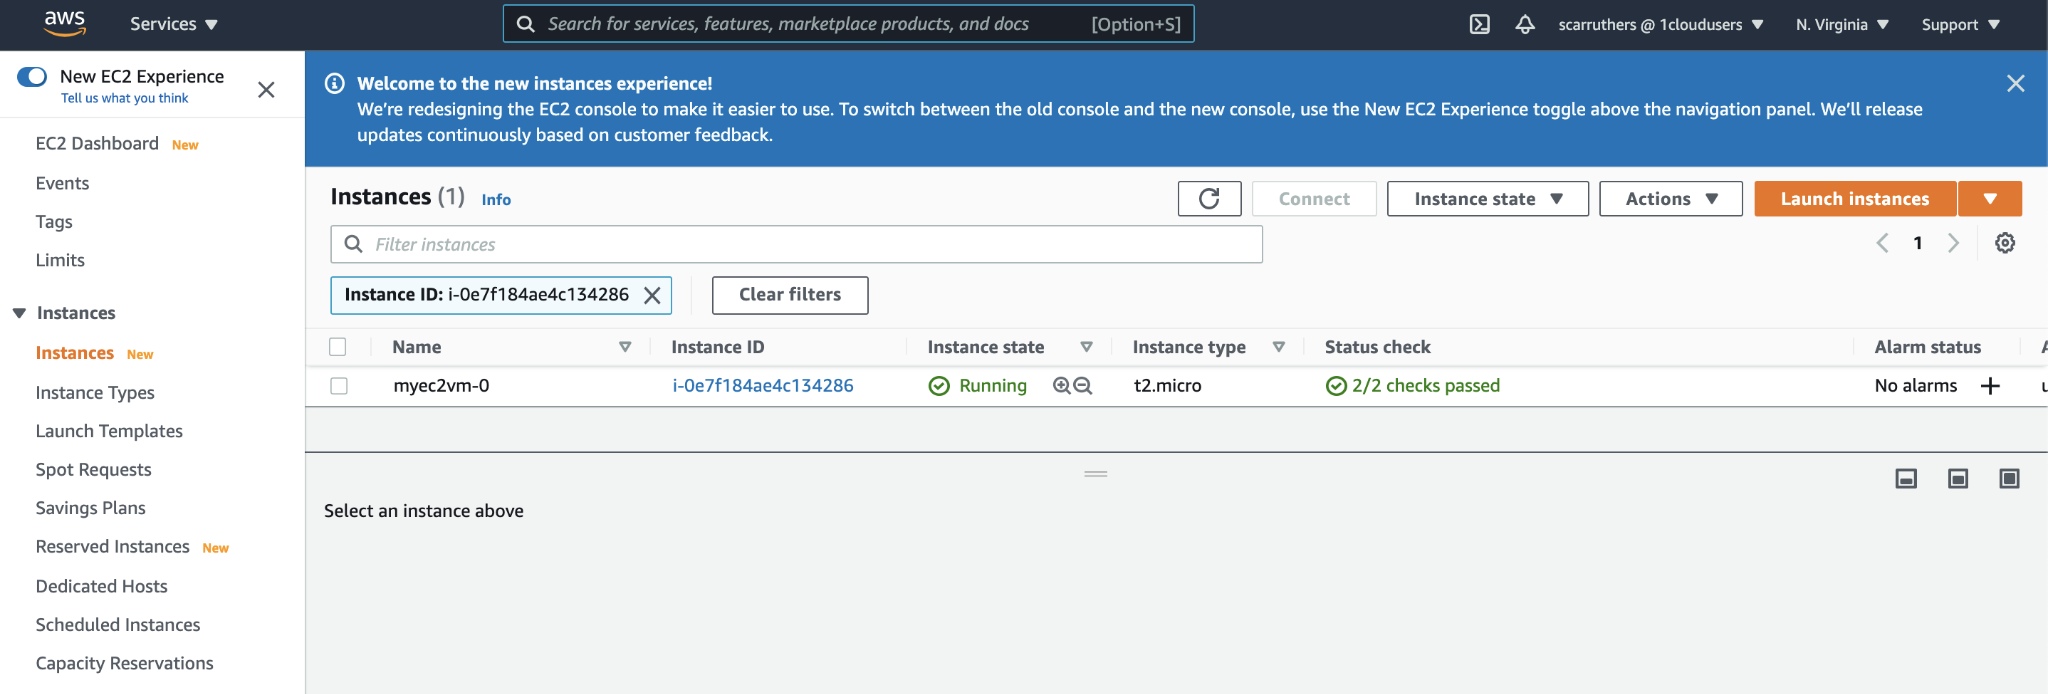 aws
Services
Search for services, features, marketplace products, and docs [Option+S]
scarruthers @ 1cloudusers
N. Virginia
Support
New EC2 Experience
Tell us what you think
EC2 Dashboard New
Events
Tags
Limits
Instances
Instances New
Instance Types
Launch Templates
Spot Requests
Savings Plans
Reserved Instances New
Dedicated Hosts
Scheduled Instances
Capacity Reservations
Welcome to the new instances experience!
We're redesigning the EC2 console to make it easier to use. To switch between the old console and the new console, use the New EC2 Experience toggle above the navigation panel. We'll release
updates continuously based on customer feedback.
Instances (1) Info
Connect
Instance state
Actions
Launch instances
Filter instances
1
Instance ID: i-0e7f184ae4c134286
Clear filters
Name Instance ID Instance state Instance type Status check Alarm status
myec2vm-0 i-0e7f184ae4c134286 Running t2.micro 2/2 checks passed No alarms
Select an instance above